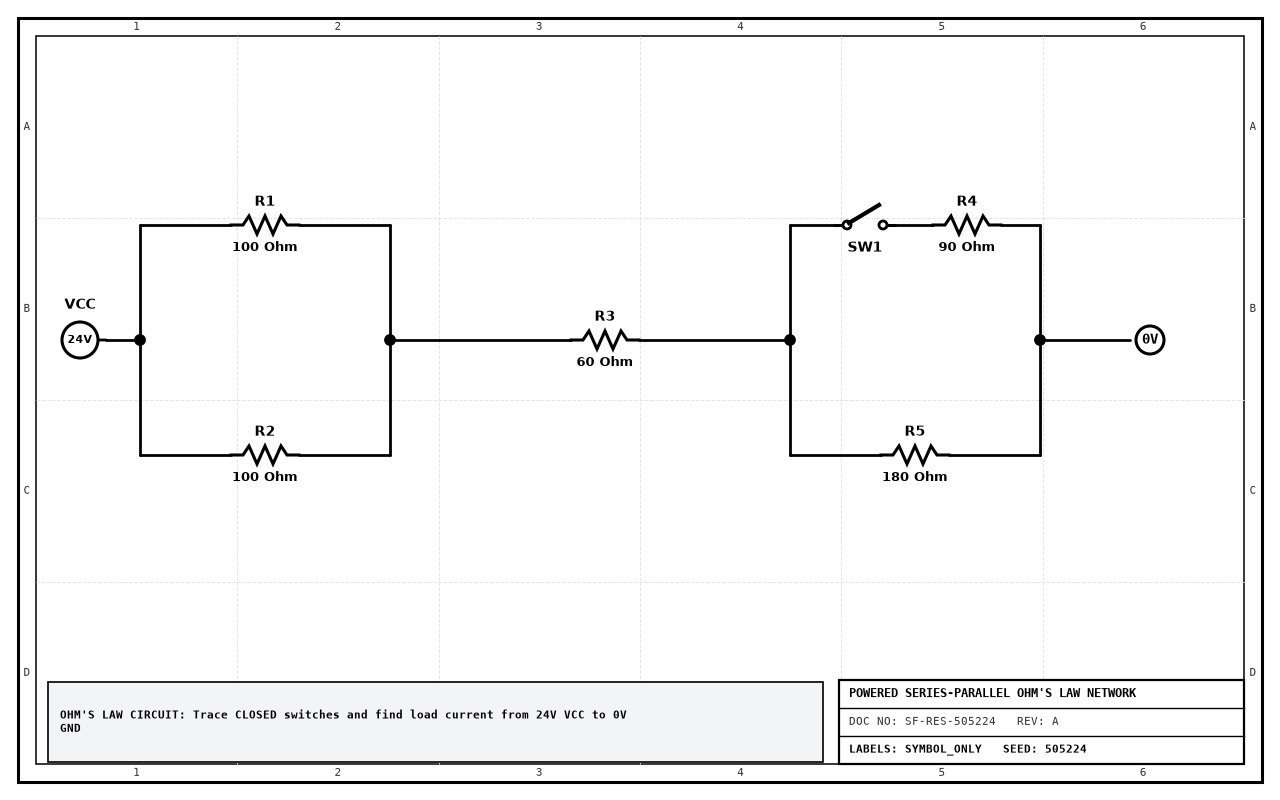 1 2 3 4 5 6
A A
R1 R4
100 Ohm SW1 90 Ohm
VCC R3 B B
24V 0V
60 Ohm
R2 R5
100 Ohm 180 Ohm
C C
D D
POWERED SERIES-PARALLEL OHM'S LAW NETWORK
OHM'S LAW CIRCUIT: Trace CLOSED switches and find load current from 24V VCC to 0V
GND
DOC NO: SF-RES-505224 REV: A
LABELS: SYMBOL_ONLY SEED: 505224
1 2 3 4 5 6